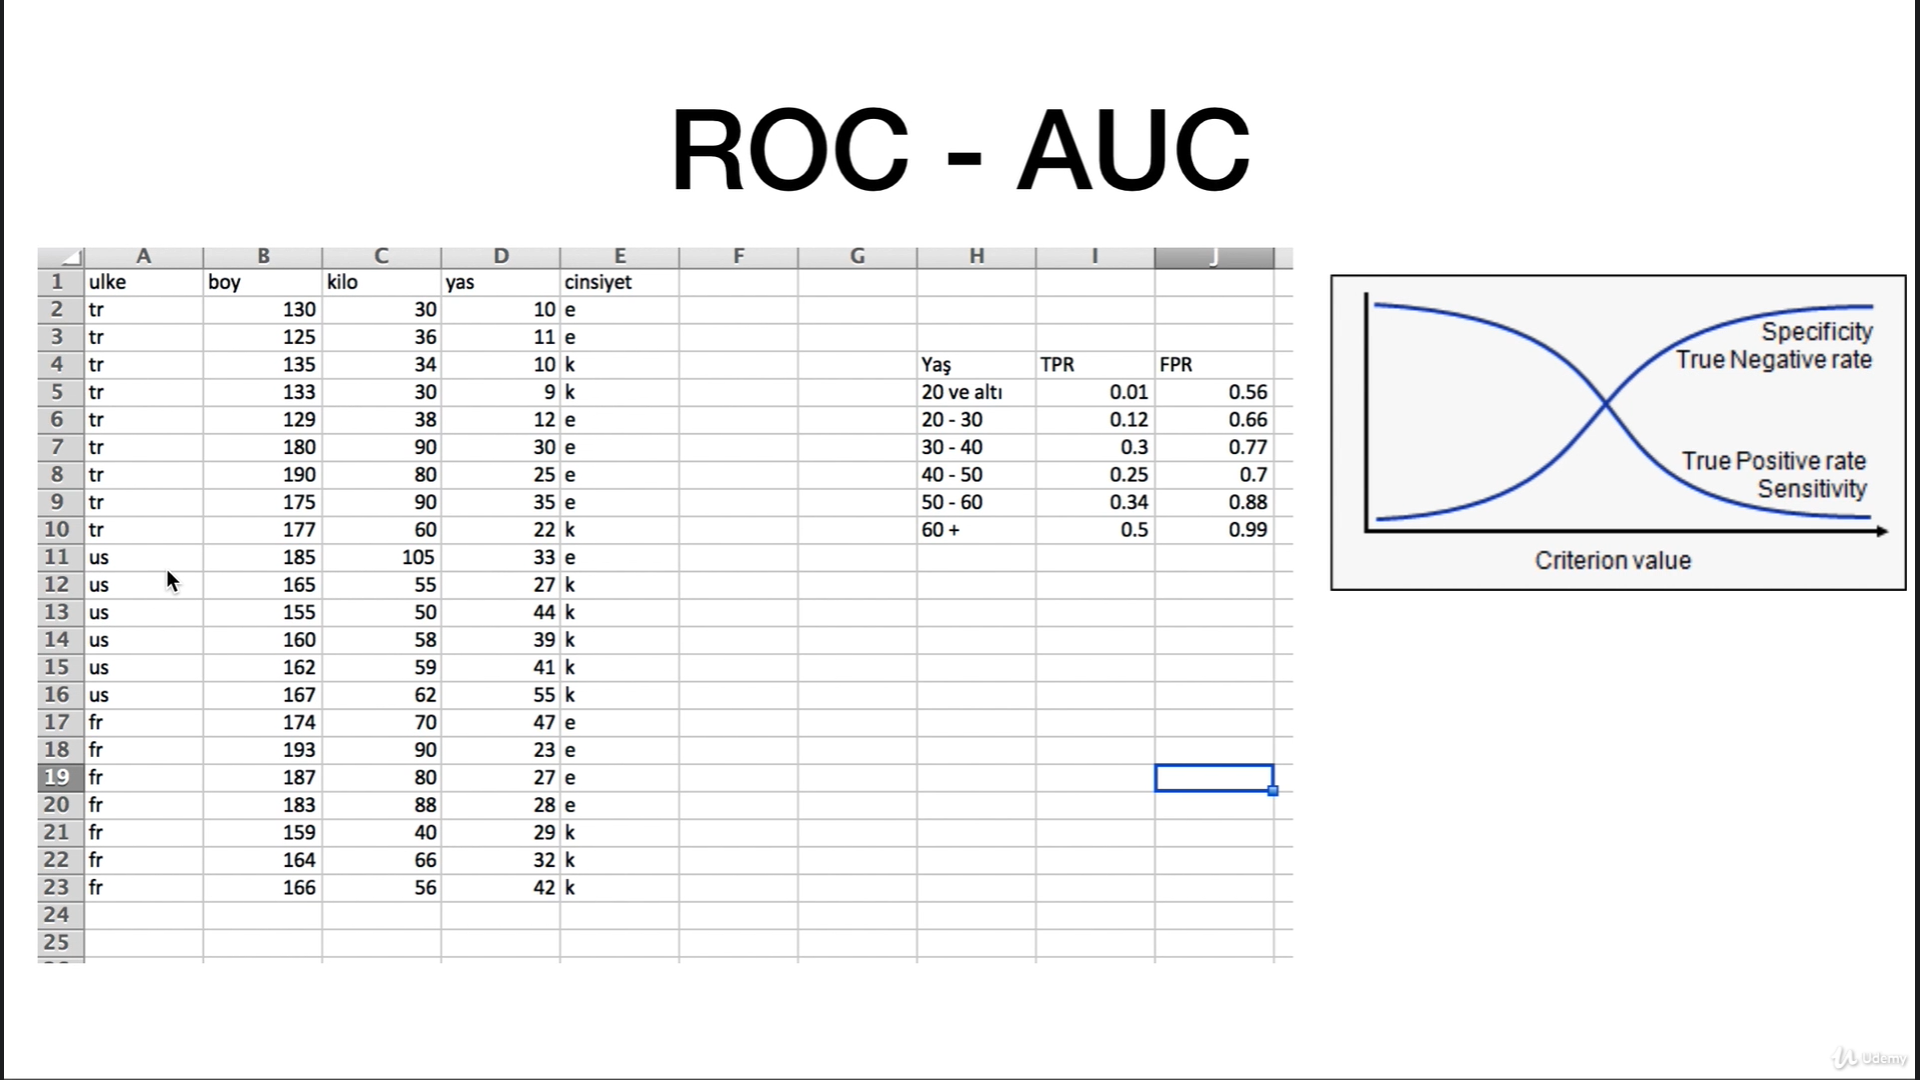 ROC - AUC
A B C D E F G H I J
1 ulke boy kilo yas cinsiyet
2 tr 130 30 10 e
3 tr 125 36 11 e
4 tr 135 34 10 k Yaş TPR FPR
5 tr 133 30 9 k 20 ve altı 0.01 0.56
6 tr 129 38 12 e 20 - 30 0.12 0.66
7 tr 180 90 30 e 30 - 40 0.3 0.77
8 tr 190 80 25 e 40 - 50 0.25 0.7
9 tr 175 90 35 e 50 - 60 0.34 0.88
10 tr 177 60 22 k 60 + 0.5 0.99
11 us 185 105 33 e
12 us 165 55 27 k
13 us 155 50 44 k
14 us 160 58 39 k
15 us 162 59 41 k
16 us 167 62 55 k
17 fr 174 70 47 e
18 fr 193 90 23 e
19 fr 187 80 27 e
20 fr 183 88 28 e
21 fr 159 40 29 k
22 fr 164 66 32 k
23 fr 166 56 42 k
24
25
Specificity
True Negative rate
True Positive rate
Sensitivity
Criterion value
Udemy